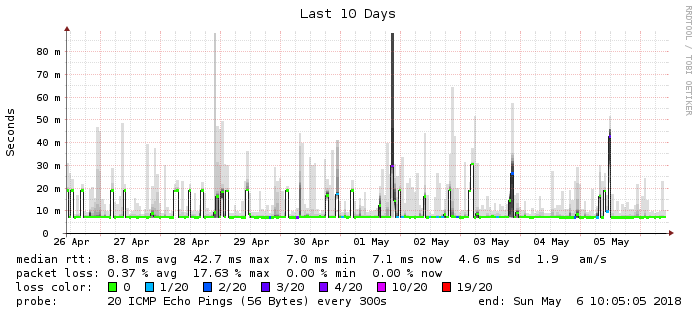 Last 10 Days
RRDTOOL / TOBI OETIKER
Seconds
80 m
70 m
60 m
50 m
40 m
30 m
20 m
10 m
0
26 Apr 27 Apr 28 Apr 29 Apr 30 Apr 01 May 02 May 03 May 04 May 05 May
median rtt: 8.8 ms avg 42.7 ms max 7.0 ms min 7.1 ms now 4.6 ms sd 1.9 am/s
packet loss: 0.37 % avg 17.63 % max 0.00 % min 0.00 % now
loss color: 0 1/20 2/20 3/20 4/20 10/20 19/20
probe: 20 ICMP Echo Pings (56 Bytes) every 300s end: Sun May 6 10:05:05 2018